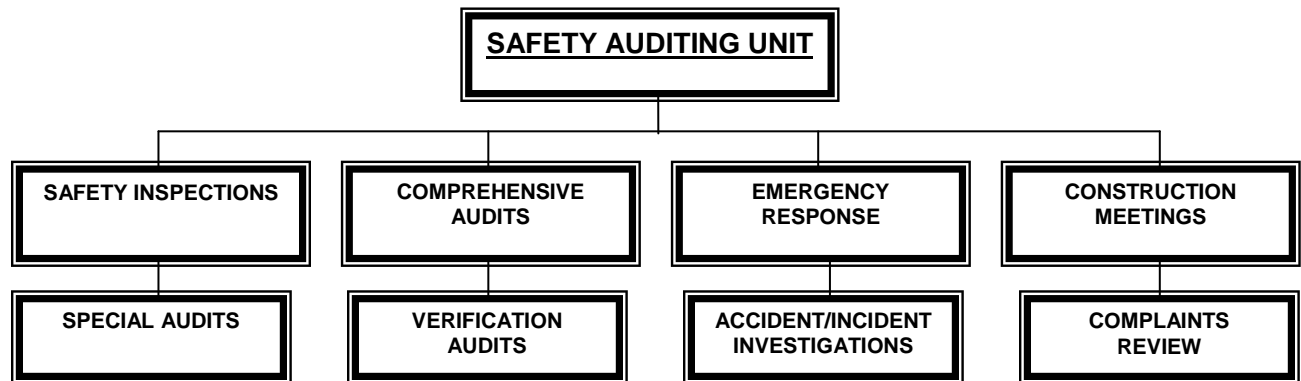 SAFETY AUDITING UNIT
SAFETY INSPECTIONS
COMPREHENSIVE
AUDITS
EMERGENCY
RESPONSE
CONSTRUCTION
MEETINGS
SPECIAL AUDITS
VERIFICATION
AUDITS
ACCIDENT/INCIDENT
INVESTIGATIONS
COMPLAINTS
REVIEW